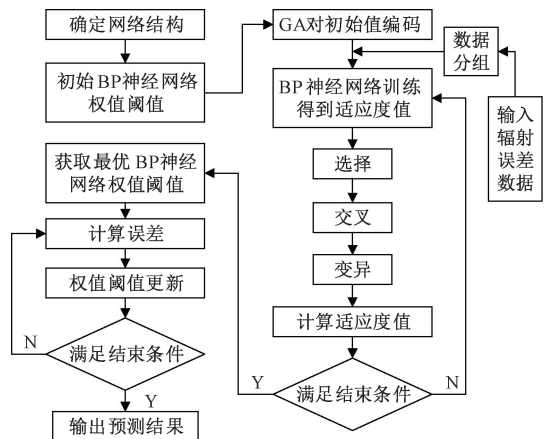 确定网络结构
初始BP神经网络
权值阈值
GA对初始值编码
数据
分组
输入
辐射
误差
数据
BP神经网络训练
得到适应度值
选择
交叉
变异
计算适应度值
满足结束条件
Y
N
获取最优BP神经
网络权值阈值
计算误差
权值阈值更新
满足结束条件
N
Y
输出预测结果